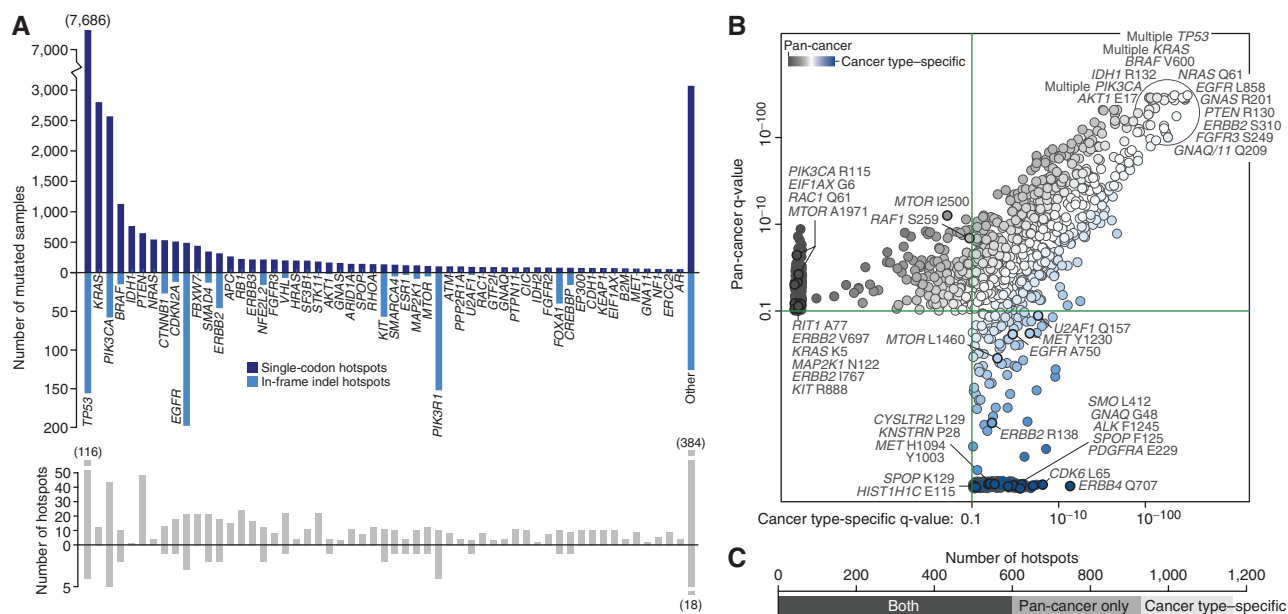 A
(7,686)
7,000
3,000
2,500
2,000
1,500
1,000
500
0
50
100
150
200
Number of mutated samples
TP53
KRAS
PIK3CA
BRAF
IDH1
PTEN
NRAS
CTNNB1
CDKN2A
EGFR
FBXW7
SMAD4
ERBB2
APC
RB1
ERBB3
NFE2L2
FGFR3
VHL
HRAS
SF3B1
STK11
AKT1
GNAS
ARID1A
SPOP
RHOA
KIT
SMARCA4
ESR1
MAP2K1
MTOR
PIK3R1
ATM
PPP2R1A
U2AF1
RAC1
GTF2I
GNAQ
PTPN11
CIC
IDH2
FGFR2
FOXA1
CREBBP
EP300
CDH1
KEAP1
EIF1AX
B2M
MET
GNA11
NF1
ERCC2
AR
Other
Single-codon hotspots
In-frame indel hotspots
(116)
(384)
50
40
30
20
10
0
5
Number of hotspots
(18)
B
Pan-cancer
Cancer type–specific
Multiple TP53
Multiple KRAS
BRAF V600
IDH1 R132
NRAS Q61
Multiple PIK3CA
EGFR L858
AKT1 E17
GNAS R201
PTEN R130
ERBB2 S310
FGFR3 S249
GNAQ/11 Q209
10-100
10-10
0.1
Pan-cancer q-value
PIK3CA R115
EIF1AX G6
RAC1 Q61
MTOR A1971
MTOR I2500
RAF1 S259
RIT1 A77
ERBB2 V697
KRAS K5
MAP2K1 N122
ERBB2 I767
KIT R888
MTOR L1460
U2AF1 Q157
MET Y1230
EGFR A750
CYSLTR2 L129
KNSTRN P28
MET H1094
Y1003
ERBB2 R138
SMO L412
GNAQ G48
ALK F1245
SPOP F125
PDGFRA E229
SPOP K129
HIST1H1C E115
CDK6 L65
ERBB4 Q707
Cancer type-specific q-value: 0.1 10-10 10-100
C
Number of hotspots
0 200 400 600 800 1,000 1,200
Both Pan-cancer only Cancer type–specific